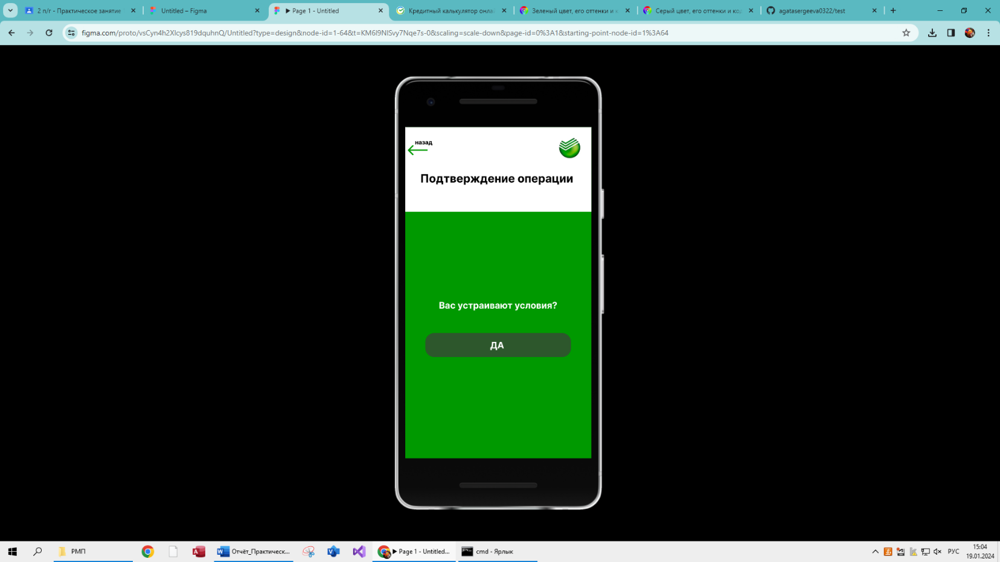 2 п/г - Практическое занятие
Untitled – Figma
Page 1 - Untitled
Кредитный калькулятор онла
Зеленый цвет, его оттенки и к
Серый цвет, его оттенки и код
agatasergeeva0322/test
figma.com/proto/vsCyn4h2Xlcys819dquhnQ/Untitled?type=design&node-id=1-64&t=KM6I9NISvy7Nqe7s-0&scaling=scale-down&page-id=0%3A1&starting-point-node-id=1%3A64
назад
Подтверждение операции
Вас устраивают условия?
ДА
РМП
Отчёт_Практическ...
Page 1 - Untitled...
cmd - Ярлык
РУС
15:04
19.01.2024